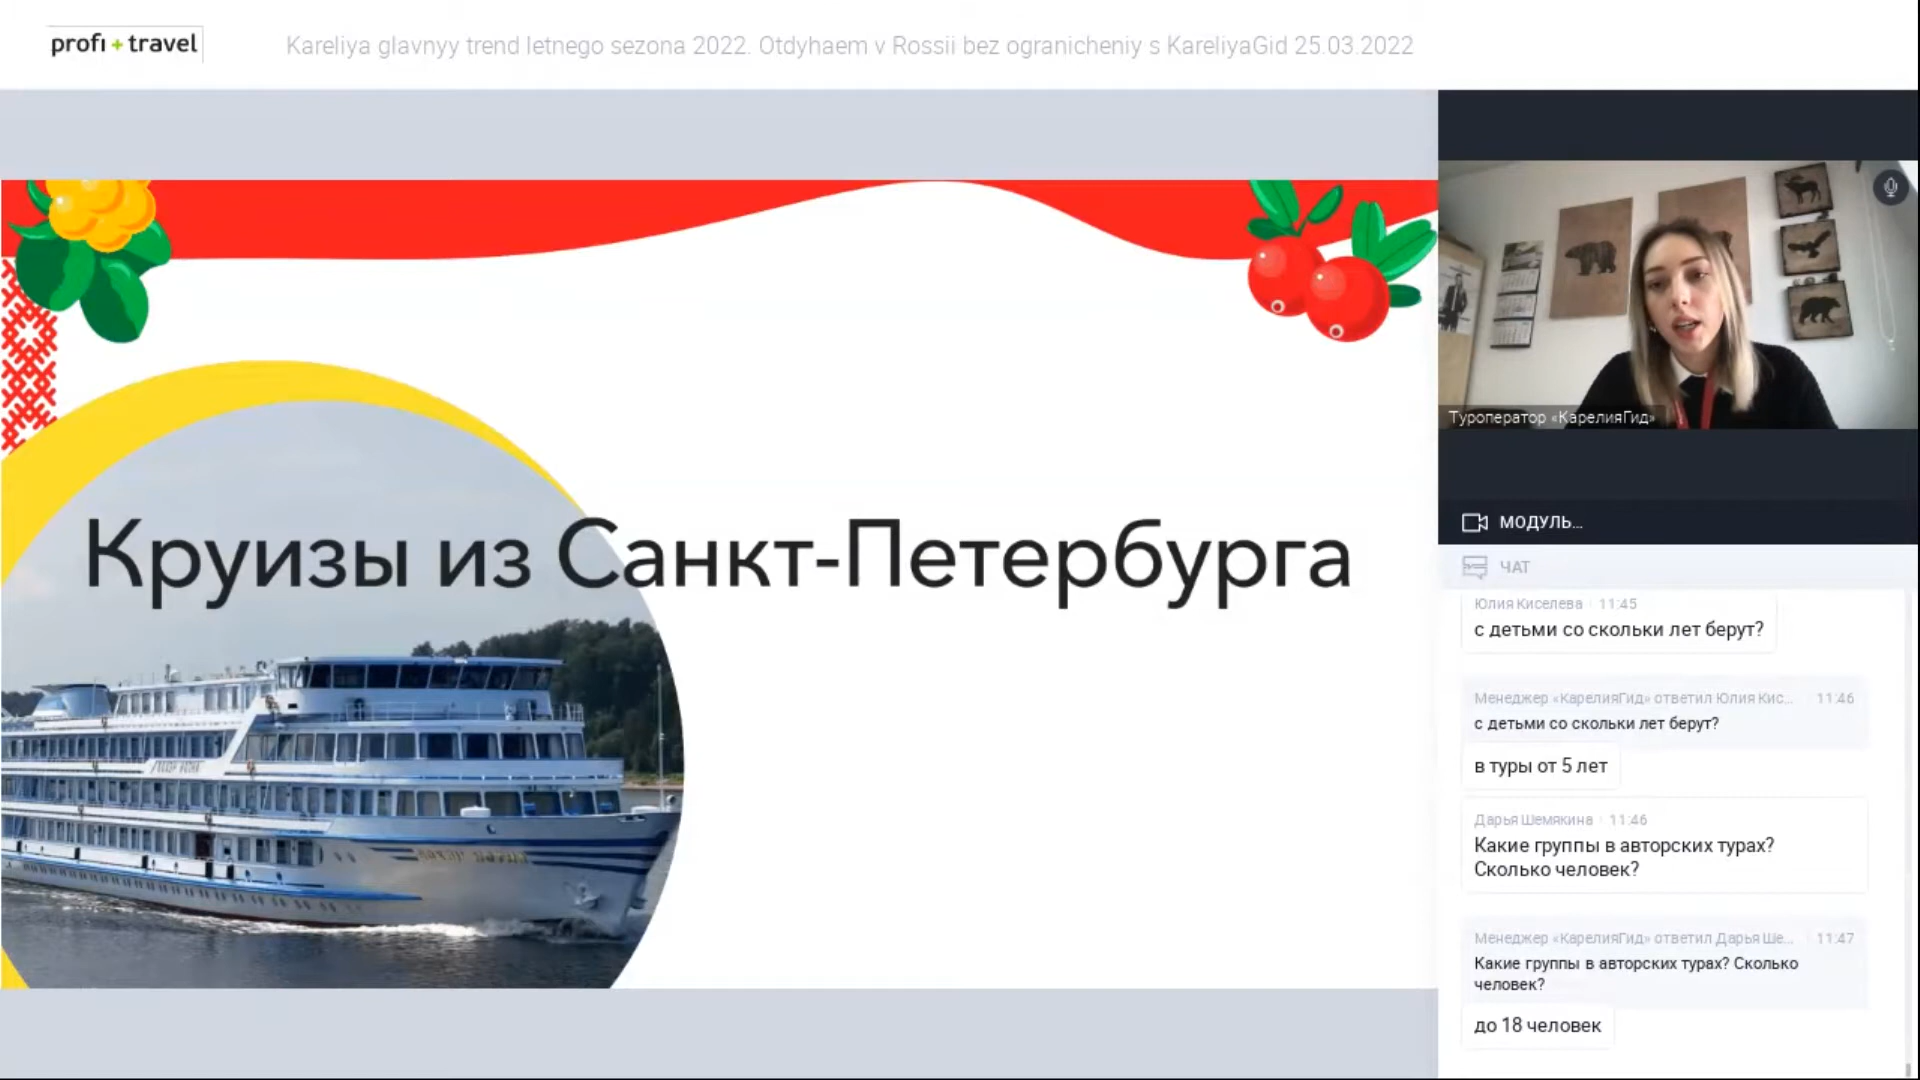 profi + travel
Kareliya glavnyy trend letnego sezona 2022. Otdyhaem v Rossii bez ogranicheniy s KareliyaGid 25.03.2022
Круизы из Санкт-Петербурга
Туроператор «КарелияГид»
МОДУЛЬ...
ЧАТ
Юлия Киселева 11:45
с детьми со скольки лет берут?
Менеджер «КарелияГид» ответил Юлия Кис... 11:46
с детьми со скольки лет берут?
в туры от 5 лет
Дарья Шемякина 11:46
Какие группы в авторских турах?
Сколько человек?
Менеджер «КарелияГид» ответил Дарья Ше... 11:47
Какие группы в авторских турах? Сколько
человек?
до 18 человек